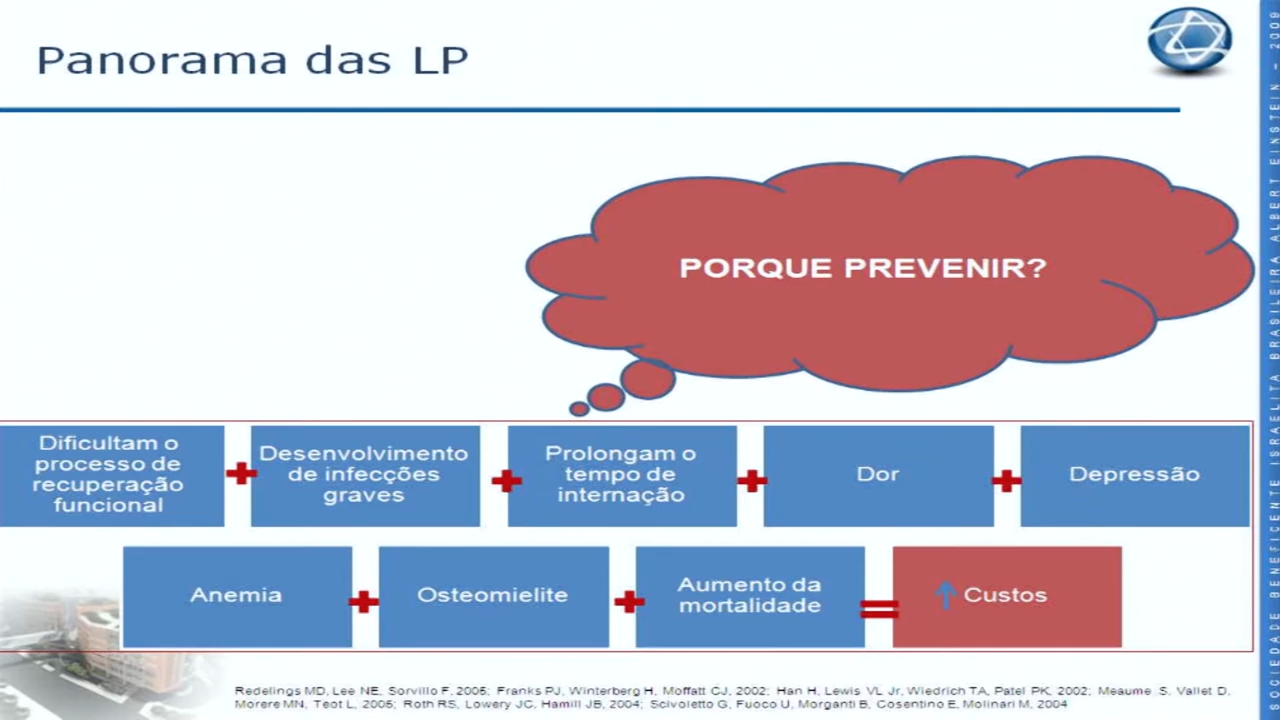 Panorama das LP
PORQUE PREVENIR?
Dificultam o
processo de
recuperação
funcional
+
Desenvolvimento
de infecções
graves
+
Prolongam o
tempo de
internação
+
Dor
+
Depressão
Anemia
+
Osteomielite
+
Aumento da
mortalidade
=
↑ Custos
Redelings MD, Lee NE, Sorvillo F, 2005; Franks PJ, Winterberg H, Moffatt CJ, 2002; Han H, Lewis VL Jr, Wiedrich TA, Patel PK, 2002; Meaume S. Vallet D,
Morere MN, Teot L, 2005; Roth RS, Lowery JC, Hamill JB, 2004; Scivoletto G, Fuoco U, Morganti B, Cosentino E, Molinari M, 2004
SOCIEDADE BENEFICENTE ISRAELITA BRASILEIRA ALBERT EINSTEIN - 2009